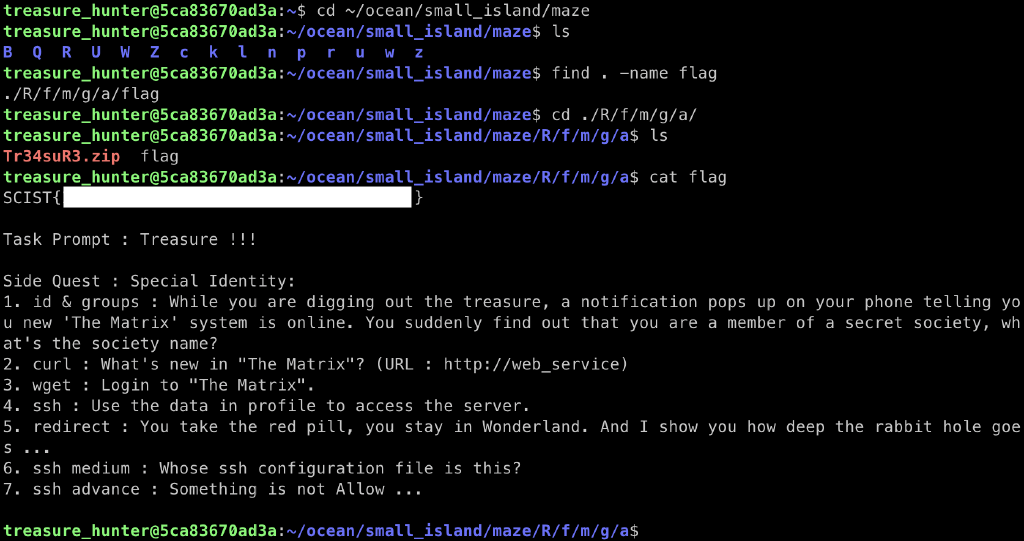 treasure_hunter@5ca83670ad3a:~$ cd ~/ocean/small_island/maze
treasure_hunter@5ca83670ad3a:~/ocean/small_island/maze$ ls
B Q R U W Z c k l n p r u w z
treasure_hunter@5ca83670ad3a:~/ocean/small_island/maze$ find . -name flag
./R/f/m/g/a/flag
treasure_hunter@5ca83670ad3a:~/ocean/small_island/maze$ cd ./R/f/m/g/a/
treasure_hunter@5ca83670ad3a:~/ocean/small_island/maze/R/f/m/g/a$ ls
Tr34suR3.zip flag
treasure_hunter@5ca83670ad3a:~/ocean/small_island/maze/R/f/m/g/a$ cat flag
SCIST{ }
Task Prompt : Treasure !!!
Side Quest : Special Identity:
1. id & groups : While you are digging out the treasure, a notification pops up on your phone telling yo
u new 'The Matrix' system is online. You suddenly find out that you are a member of a secret society, wh
at's the society name?
2. curl : What's new in "The Matrix"? (URL : http://web_service)
3. wget : Login to "The Matrix".
4. ssh : Use the data in profile to access the server.
5. redirect : You take the red pill, you stay in Wonderland. And I show you how deep the rabbit hole goe
s ...
6. ssh medium : Whose ssh configuration file is this?
7. ssh advance : Something is not Allow ...
treasure_hunter@5ca83670ad3a:~/ocean/small_island/maze/R/f/m/g/a$